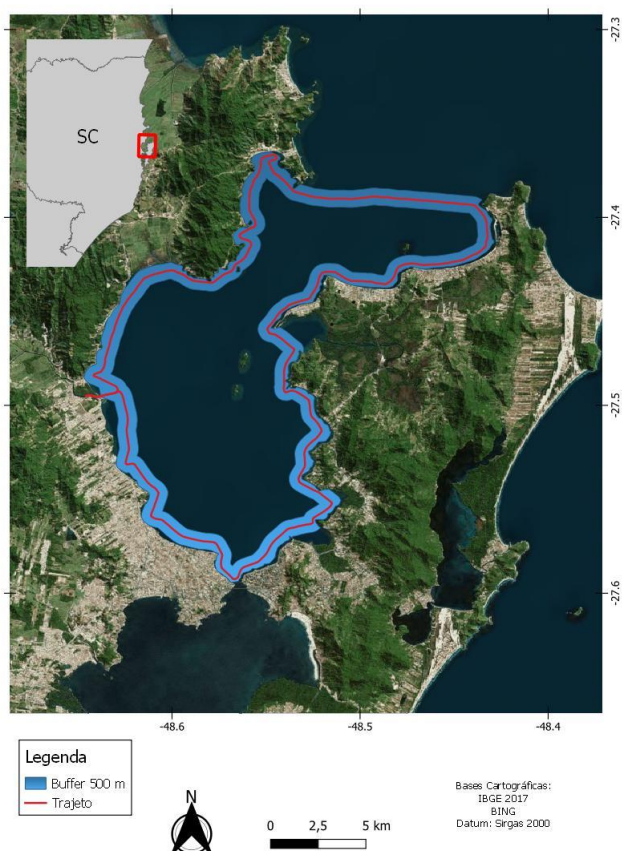 SC
-27.3
-27.4
-27.5
-27.6
-48.6
-48.5
-48.4
Legenda
Buffer 500 m
Trajeto
N
0 2,5 5 km
Bases Cartográficas:
IBGE 2017
BING
Datum: Sirgas 2000